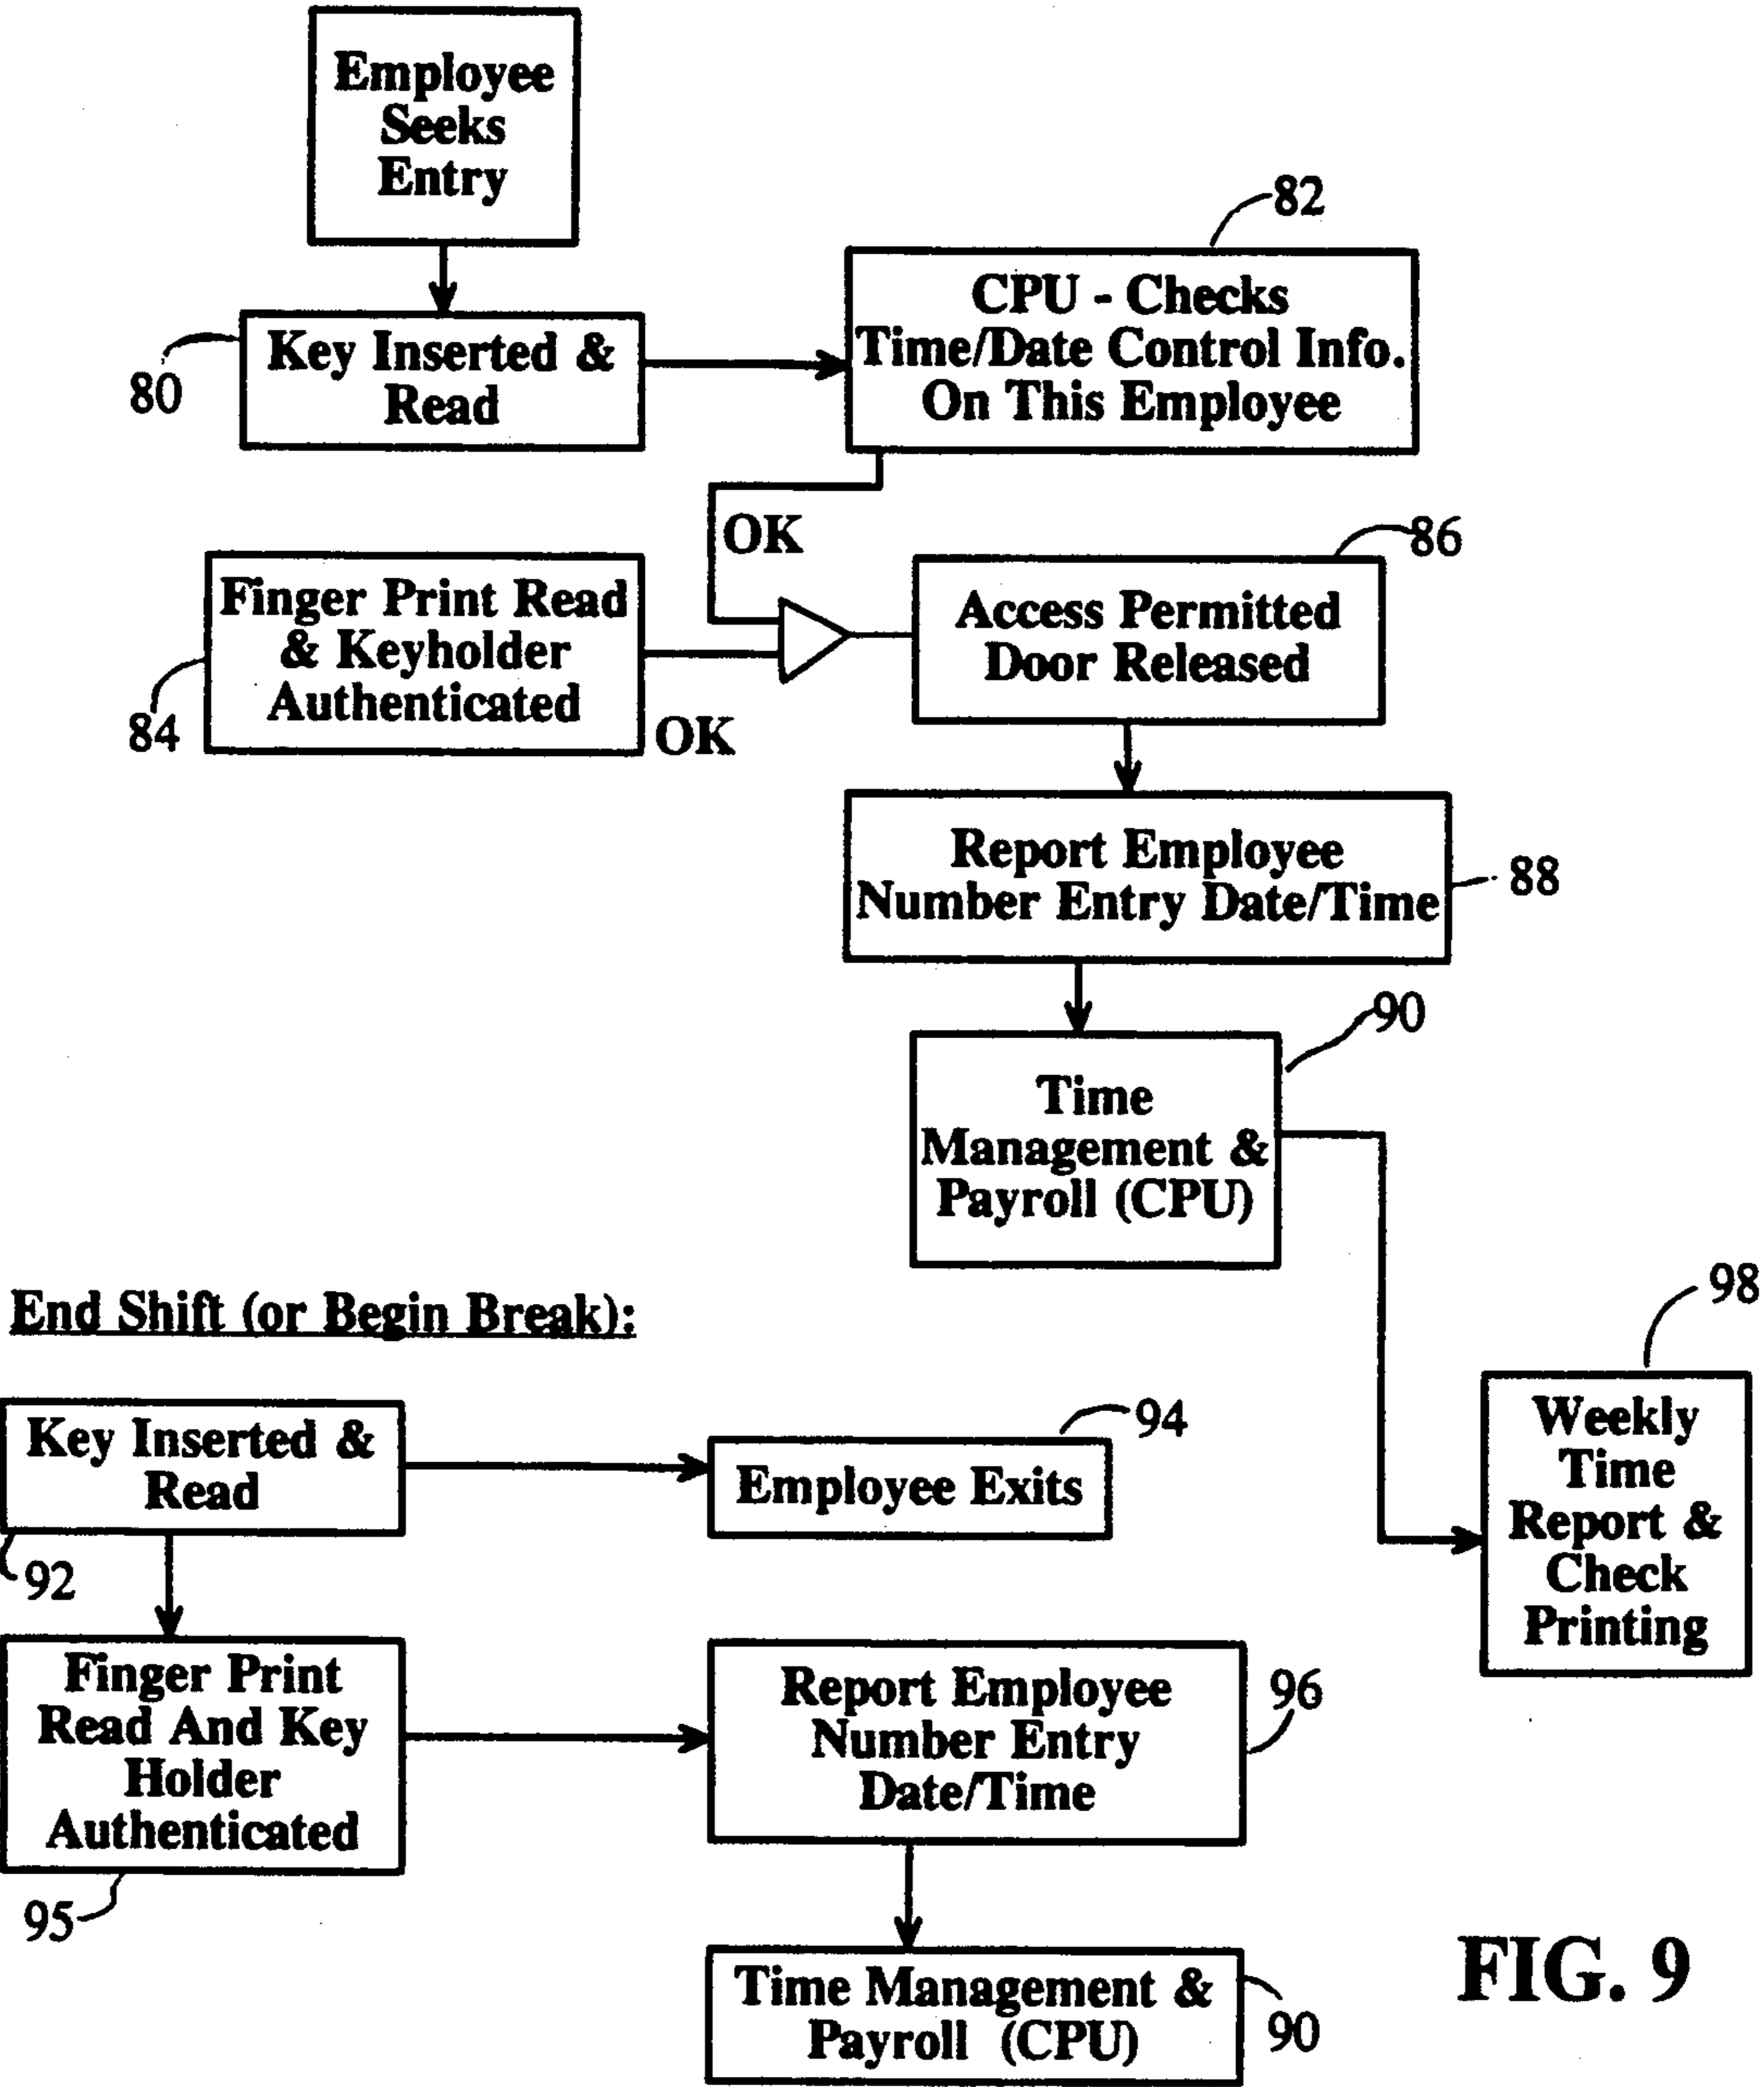 Employee
Seeks
Entry
82
CPU - Checks
Time/Date Control Info.
On This Employee
80
Key Inserted &
Read
OK
86
Finger Print Read
& Keyholder
Authenticated
84
OK
Access Permitted
Door Released
Report Employee
Number Entry Date/Time
88
90
Time
Management &
Payroll (CPU)
98
Weekly
Time
Report &
Check
Printing
End Shift (or Begin Break):
Key Inserted &
Read
92
94
Employee Exits
Finger Print
Read And Key
Holder
Authenticated
95
Report Employee
Number Entry
Date/Time
96
Time Management &
Payroll (CPU)
90
FIG. 9